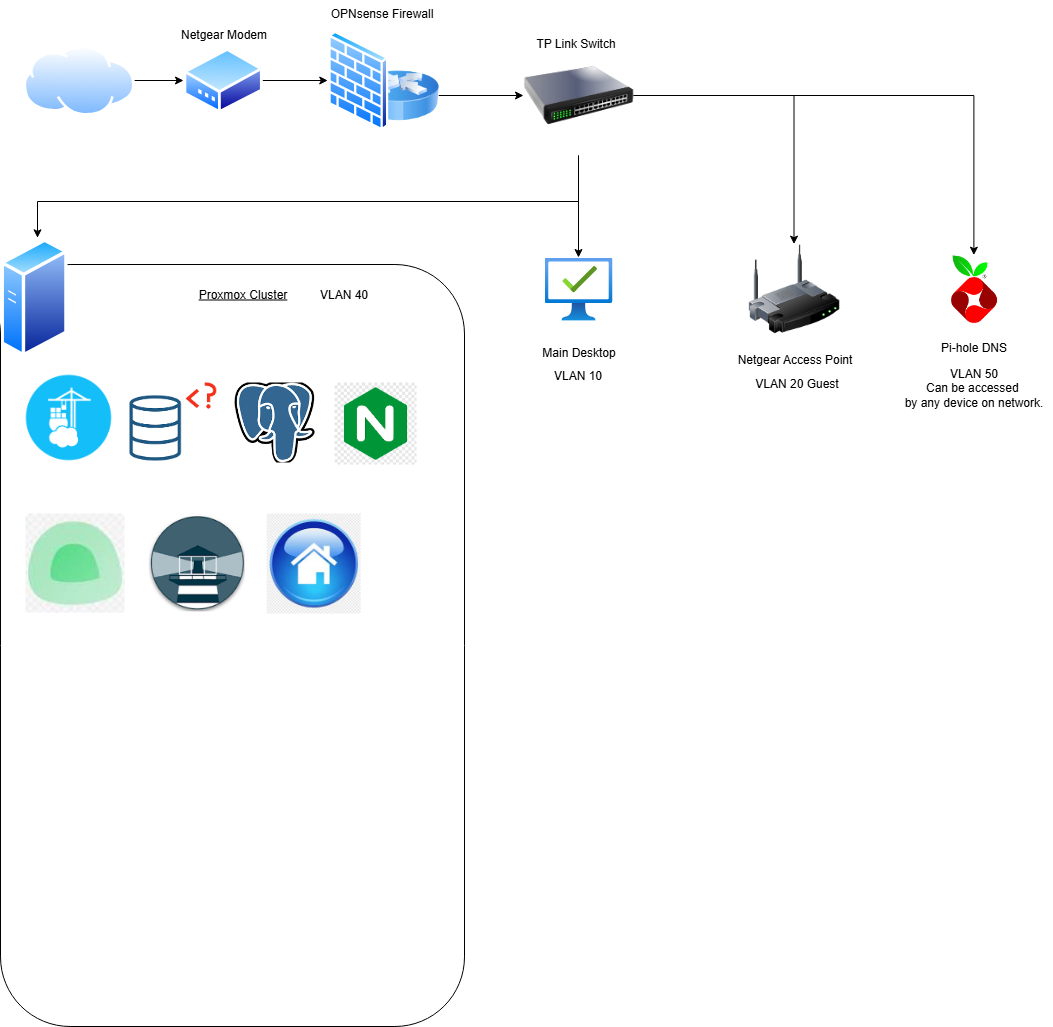 OPNsense Firewall
Netgear Modem
TP Link Switch
Proxmox Cluster
VLAN 40
Main Desktop
VLAN 10
Netgear Access Point
VLAN 20 Guest
Pi-hole DNS
VLAN 50
Can be accessed
by any device on network.
<?
N